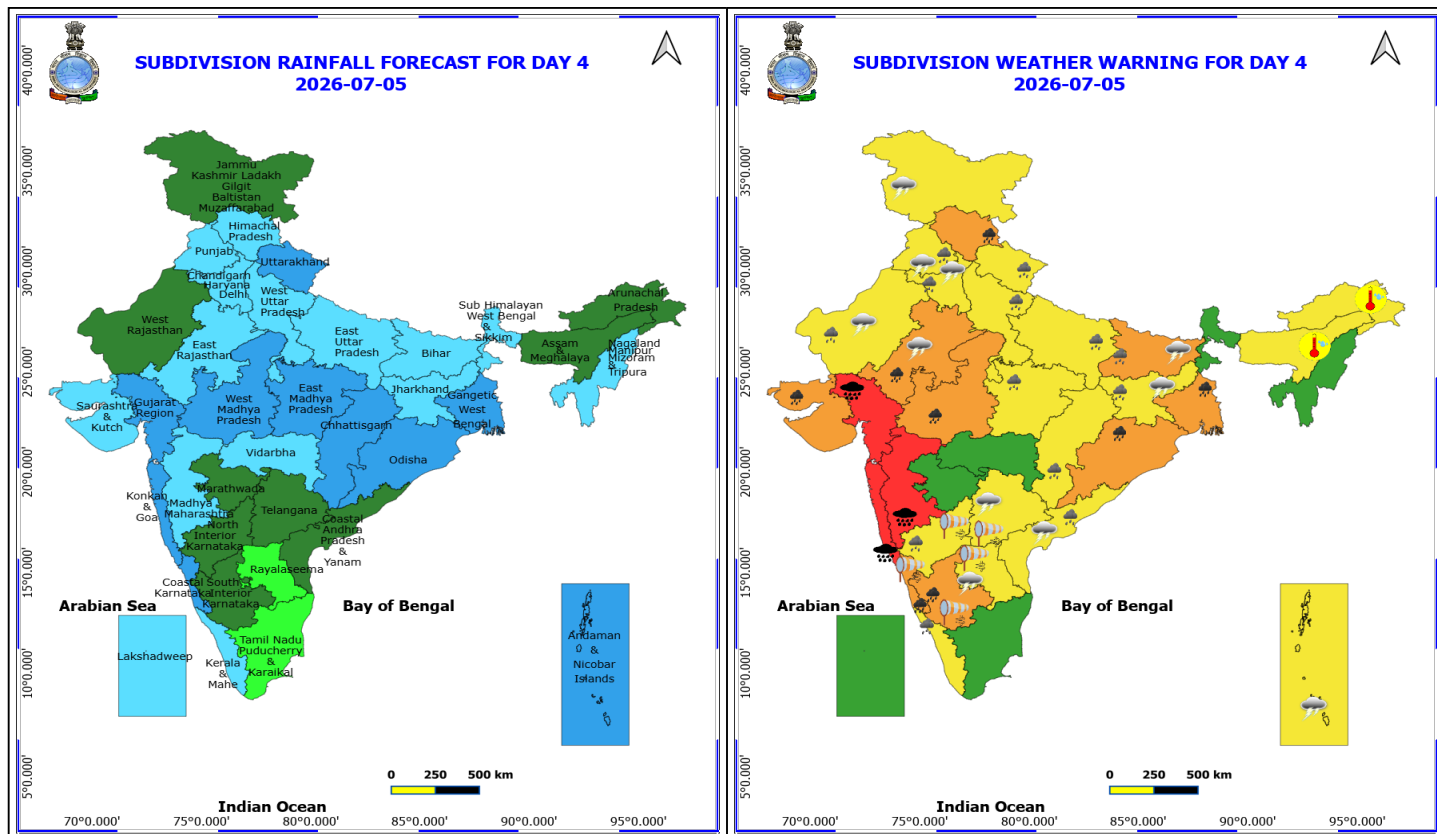 SUBDIVISION RAINFALL FORECAST FOR DAY 4
2026-07-05
40°0.000'
35°0.000'
30°0.000'
25°0.000'
20°0.000'
15°0.000'
10°0.000'
5°0.000'
Jammu
Kashmir Ladakh
Gilgit
Baltistan
Muzaffarabad
Himachal
Pradesh
Punjab
Uttarakhand
Chandigarh
Haryana
Delhi
West
Uttar
Pradesh
West
Rajasthan
East
Rajasthan
East
Uttar
Pradesh
Bihar
Sub Himalayan
West Bengal
&
Sikkim
Arunachal
Pradesh
Assam
&
Meghalaya
Nagaland
Manipur
Mizoram
&
Tripura
Jharkhand
Gangetic
West
Bengal
Saurashtra
&
Kutch
Gujarat
Region
West
Madhya
Pradesh
East
Madhya
Pradesh
Chhattisgarh
Odisha
Vidarbha
Konkan
&
Goa
Madhya
Maharashtra
Marathwada
Telangana
North
Interior
Karnataka
Coastal
Andhra
Pradesh
&
Yanam
Rayalaseema
Coastal
Karnataka
South
Interior
Karnataka
Tamil Nadu
Puducherry
&
Karaikal
Kerala
&
Mahe
Lakshadweep
Andaman
&
Nicobar
Islands
Arabian Sea
Bay of Bengal
Indian Ocean
0 250 500 km
70°0.000' 75°0.000' 80°0.000' 85°0.000' 90°0.000' 95°0.000'
SUBDIVISION WEATHER WARNING FOR DAY 4
2026-07-05
40°0.000'
35°0.000'
30°0.000'
25°0.000'
20°0.000'
15°0.000'
10°0.000'
5°0.000'
Arabian Sea
Bay of Bengal
Indian Ocean
0 250 500 km
70°0.000' 75°0.000' 80°0.000' 85°0.000' 90°0.000' 95°0.000'